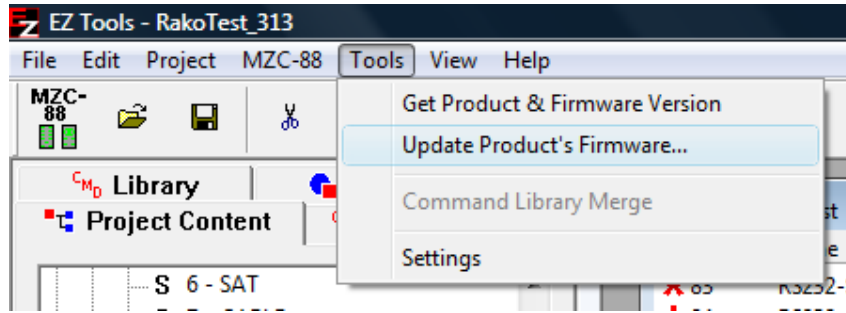 EZ Tools - RakoTest_313
File Edit Project MZC-88 Tools View Help
MZC-
88
Get Product & Firmware Version
Update Product's Firmware...
Command Library Merge
Settings
CMD Library
Project Content
S 6 - SAT